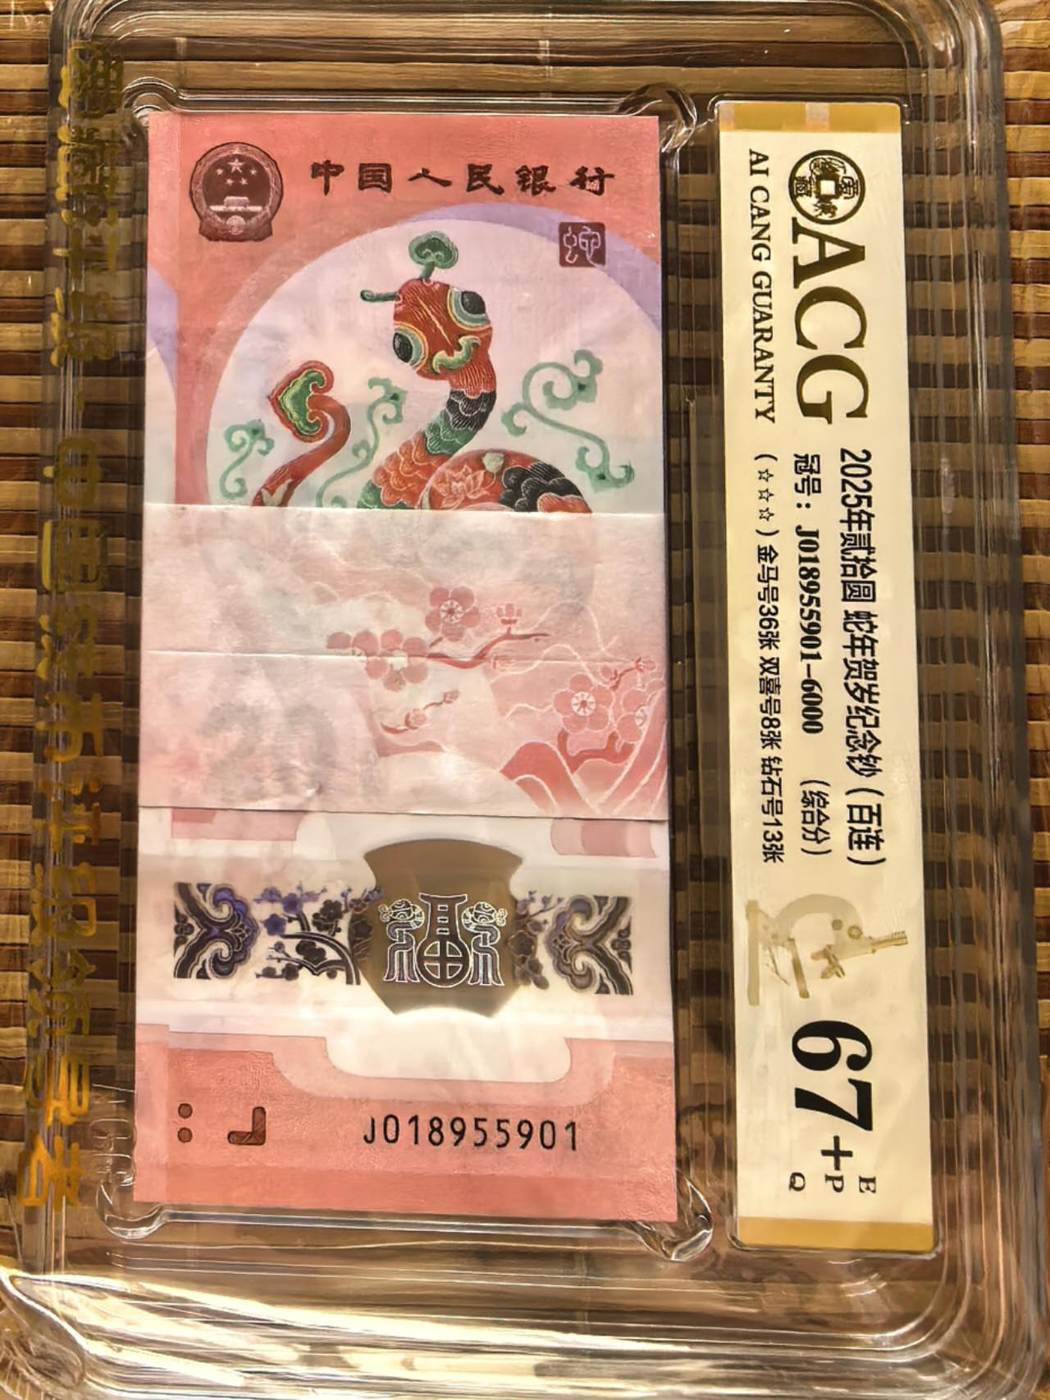 中国人民银行
蛇
J018955901
ACG
AI CANG GUARANTY
2025年贰拾圆 蛇年贺岁纪念钞（百连）
冠号：J018955901-6000 （综合分）
（☆☆☆）金马号36张 双喜号8张 钻石号13张
67+
E
P
Q